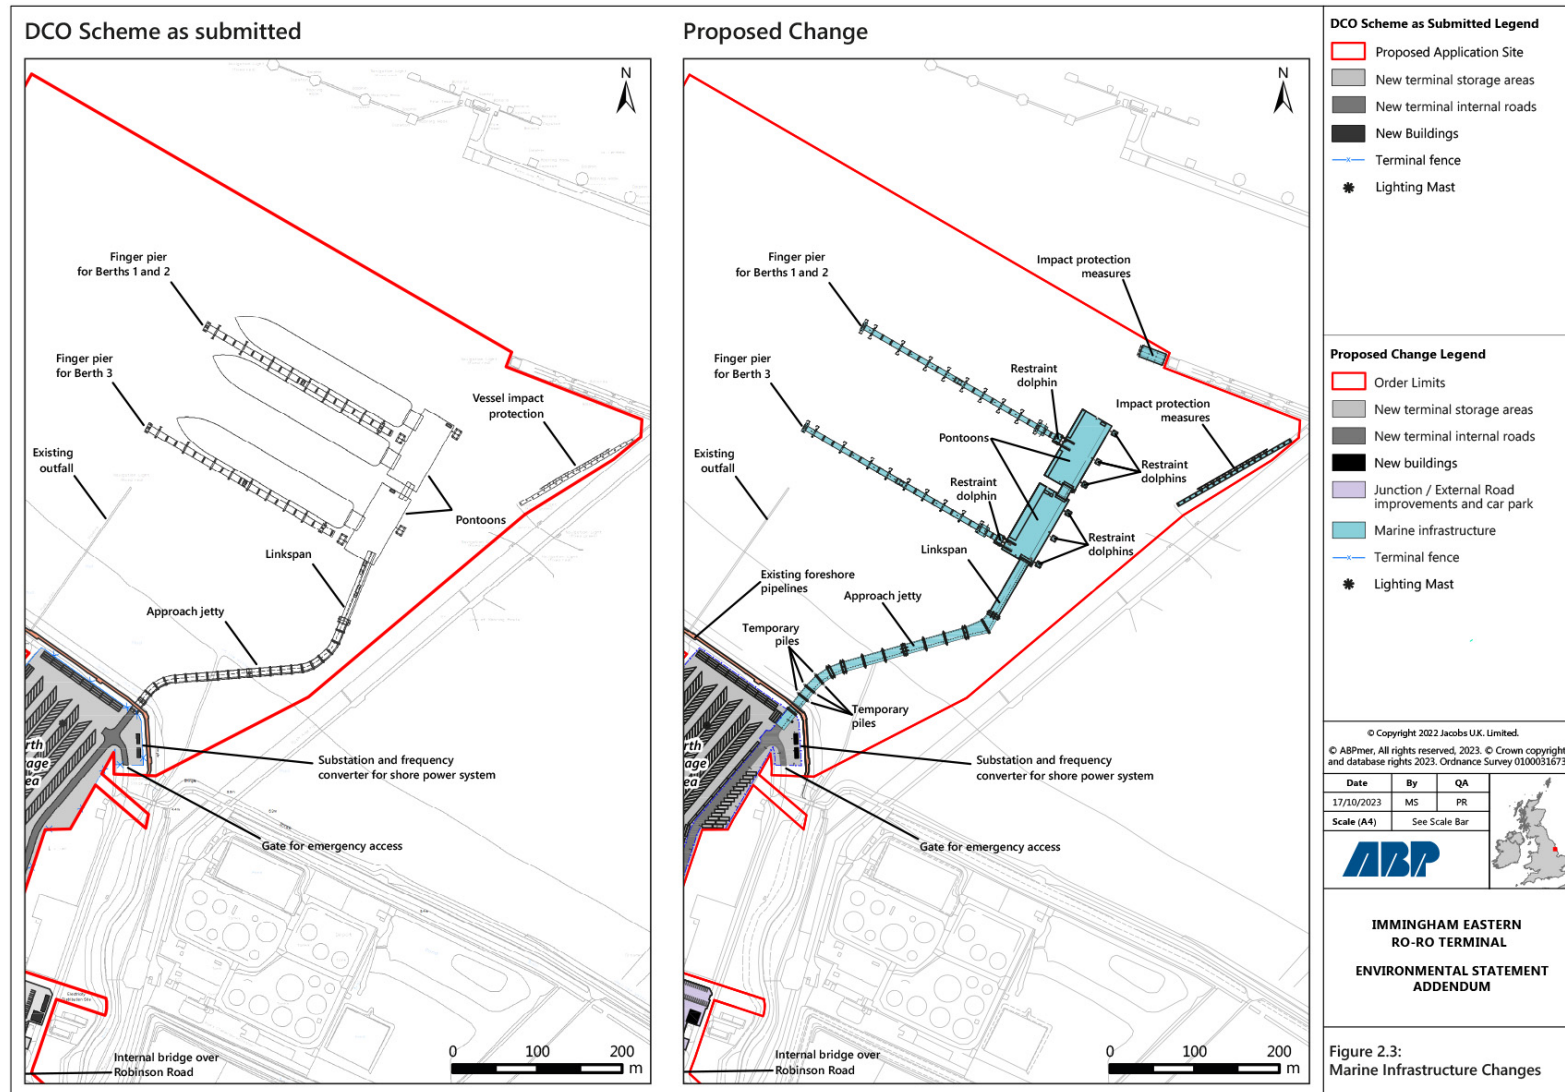 DCO Scheme as submitted
N
Finger pier
for Berths 1 and 2
Finger pier
for Berth 3
Vessel impact
protection
Existing
outfall
Pontoons
Linkspan
Approach jetty
Substation and frequency
converter for shore power system
Gate for emergency access
Internal bridge over
Robinson Road
0 100 200
m
Proposed Change
N
Impact protection
measures
Finger pier
for Berths 1 and 2
Finger pier
for Berth 3
Restraint
dolphin
Impact protection
measures
Pontoons
Existing
outfall
Restraint
dolphins
Restraint
dolphin
Linkspan
Restraint
dolphins
Existing foreshore
pipelines
Approach jetty
Temporary
piles
Temporary
piles
Substation and frequency
converter for shore power system
Gate for emergency access
Internal bridge over
Robinson Road
0 100 200
m
DCO Scheme as Submitted Legend
Proposed Application Site
New terminal storage areas
New terminal internal roads
New Buildings
Terminal fence
Lighting Mast
Proposed Change Legend
Order Limits
New terminal storage areas
New terminal internal roads
New buildings
Junction / External Road
improvements and car park
Marine infrastructure
Terminal fence
Lighting Mast
© Copyright 2022 Jacobs U.K. Limited.
© ABPmer, All rights reserved, 2023. © Crown copyright
and database rights 2023. Ordnance Survey 0100031673
Date By QA
17/10/2023 MS PR
Scale (A4) See Scale Bar
ABP
IMMINGHAM EASTERN
RO-RO TERMINAL
ENVIRONMENTAL STATEMENT
ADDENDUM
Figure 2.3:
Marine Infrastructure Changes